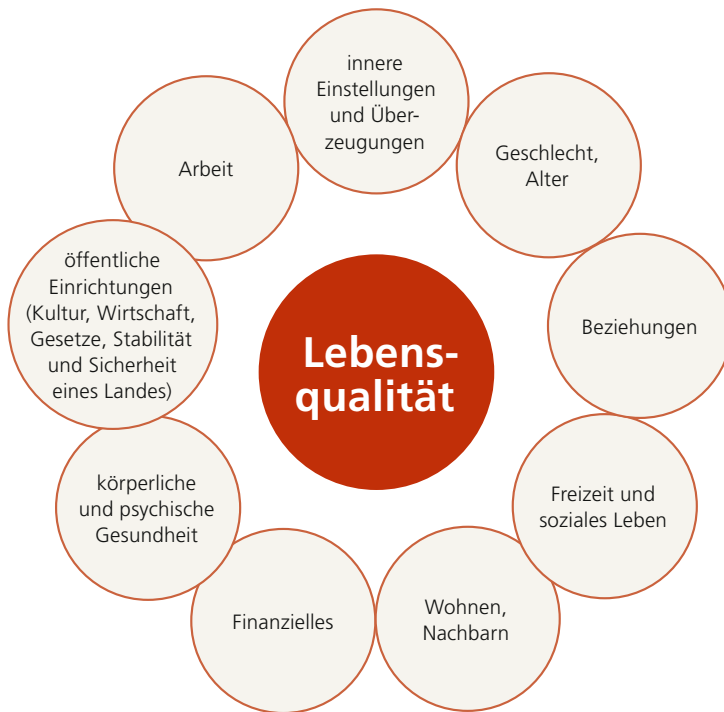 innere
Einstellungen
und Über-
zeugungen
Geschlecht,
Alter
Beziehungen
Freizeit und
soziales Leben
Wohnen,
Nachbarn
Finanzielles
körperliche
und psychische
Gesundheit
öffentliche
Einrichtungen
(Kultur, Wirtschaft,
Gesetze, Stabilität
und Sicherheit
eines Landes)
Arbeit
Lebens-
qualität